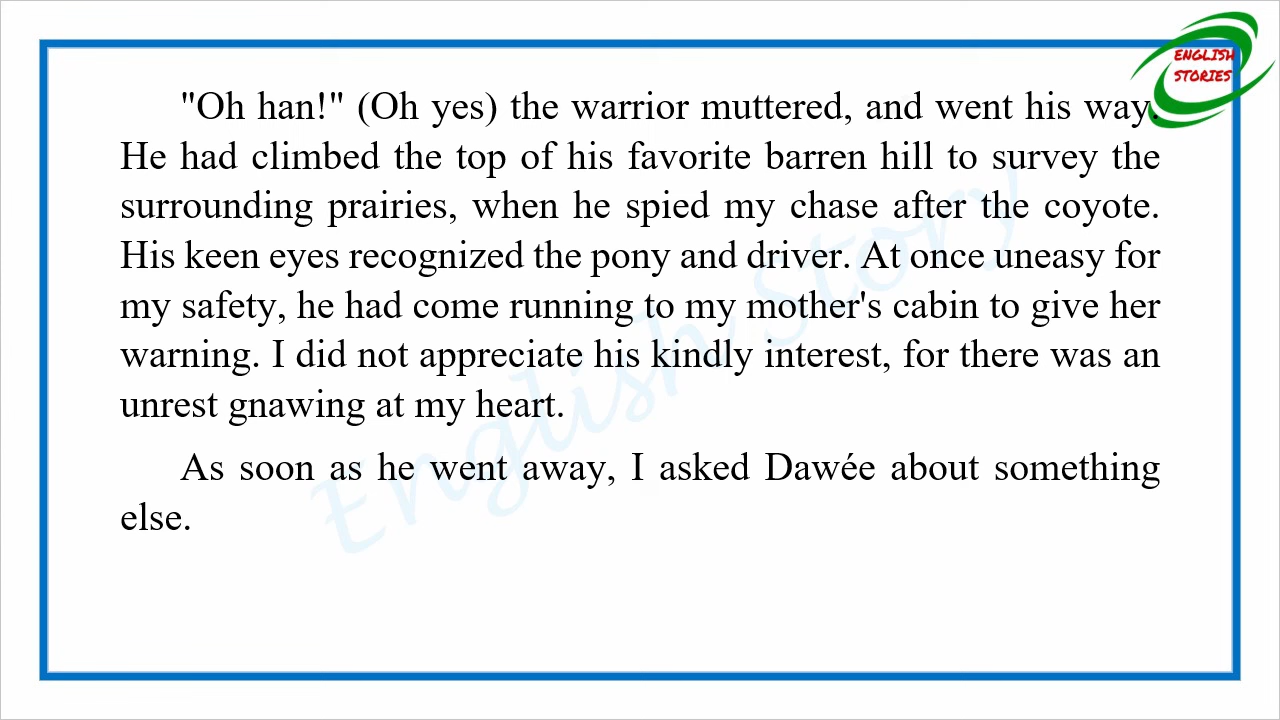 ENGLISH
STORIES
"Oh han!" (Oh yes) the warrior muttered, and went his way.
He had climbed the top of his favorite barren hill to survey the
surrounding prairies, when he spied my chase after the coyote.
His keen eyes recognized the pony and driver. At once uneasy for
my safety, he had come running to my mother's cabin to give her
warning. I did not appreciate his kindly interest, for there was an
unrest gnawing at my heart.
As soon as he went away, I asked Dawée about something
else.
English Story